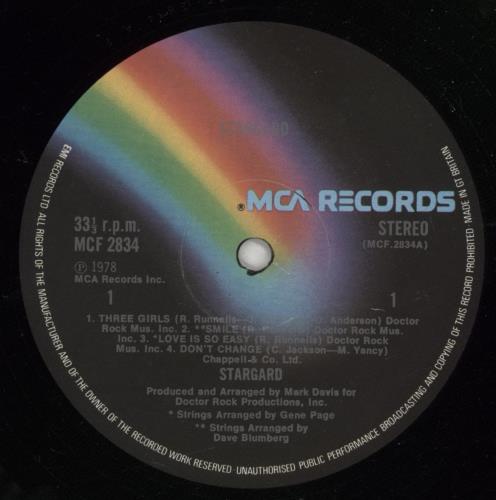 STARGARD
® MCA RECORDS
33⅓ r.p.m.
MCF 2834
STEREO
(MCF.2834A)
Ⓟ 1978
MCA Records Inc.
1
1
1. THREE GIRLS (R. Runnells— Anderson) Doctor
Rock Mus. Inc. 2. **SMILE (R. Runnells) Doctor Rock Mus.
Inc. 3. *LOVE IS SO EASY (R. Runnells) Doctor Rock
Mus. Inc. 4. DON'T CHANGE (C. Jackson—M. Yancy)
Chappell & Co. Ltd.
STARGARD
Produced and Arranged by Mark Davis for
Doctor Rock Productions, Inc.
* Strings Arranged by Gene Page
** Strings Arranged by
Dave Blumberg
EMI RECORDS LTD ALL RIGHTS OF THE MANUFACTURER AND OF THE OWNER OF THE RECORDED WORK RESERVED · UNAUTHORISED PUBLIC PERFORMANCE BROADCASTING AND COPYING OF THIS RECORD PROHIBITED MADE IN GT BRITAIN